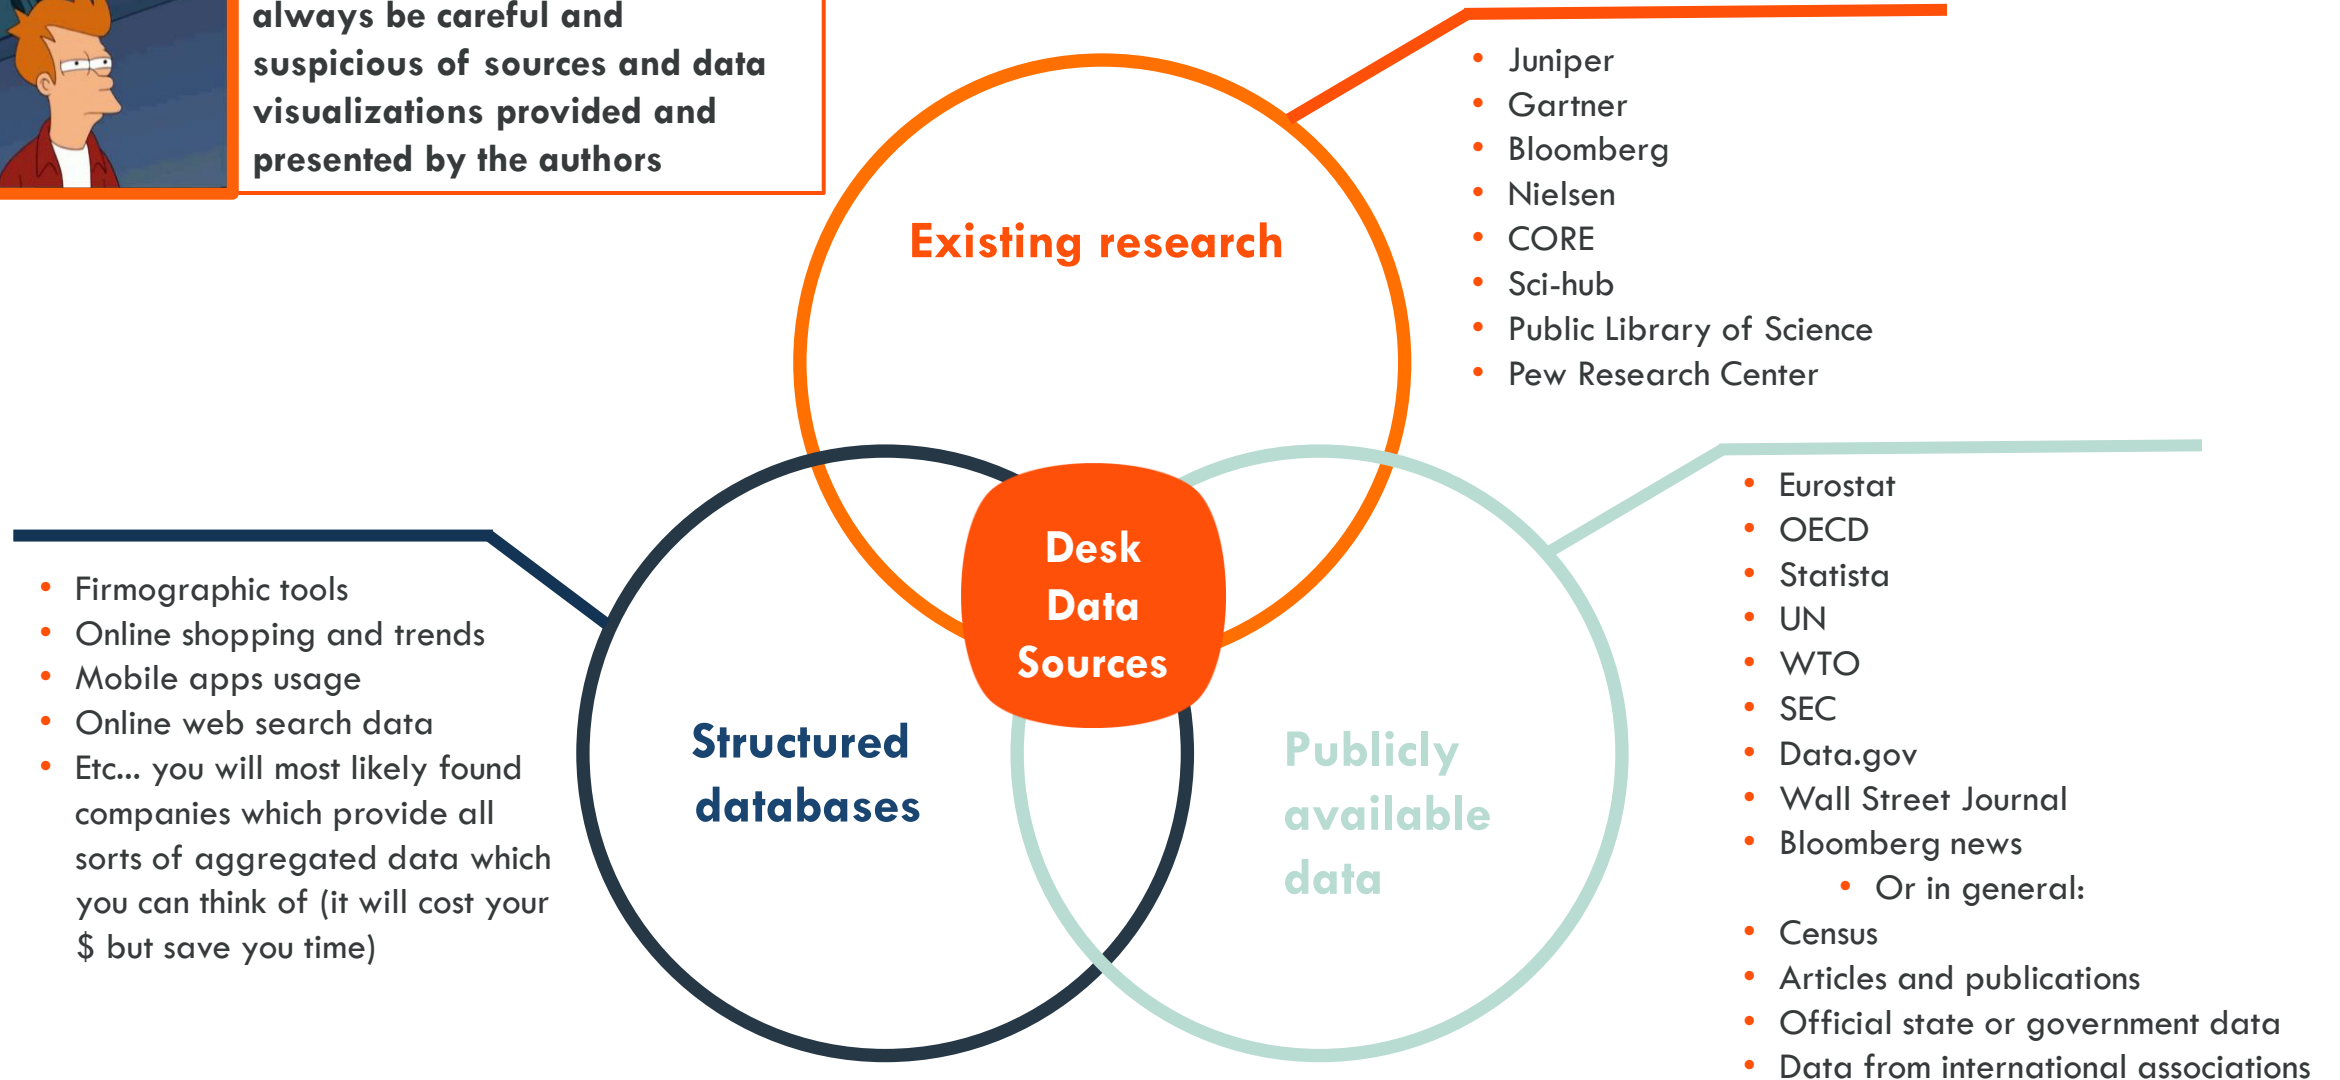 always be careful and
suspicious of sources and data
visualizations provided and
presented by the authors
Existing research
• Juniper
• Gartner
• Bloomberg
• Nielsen
• CORE
• Sci-hub
• Public Library of Science
• Pew Research Center
Desk
Data
Sources
• Firmographic tools
• Online shopping and trends
• Mobile apps usage
• Online web search data
• Etc... you will most likely found
companies which provide all
sorts of aggregated data which
you can think of (it will cost your
$ but save you time)
Structured
databases
Publicly
available
data
• Eurostat
• OECD
• Statista
• UN
• WTO
• SEC
• Data.gov
• Wall Street Journal
• Bloomberg news
• Or in general:
• Census
• Articles and publications
• Official state or government data
• Data from international associations